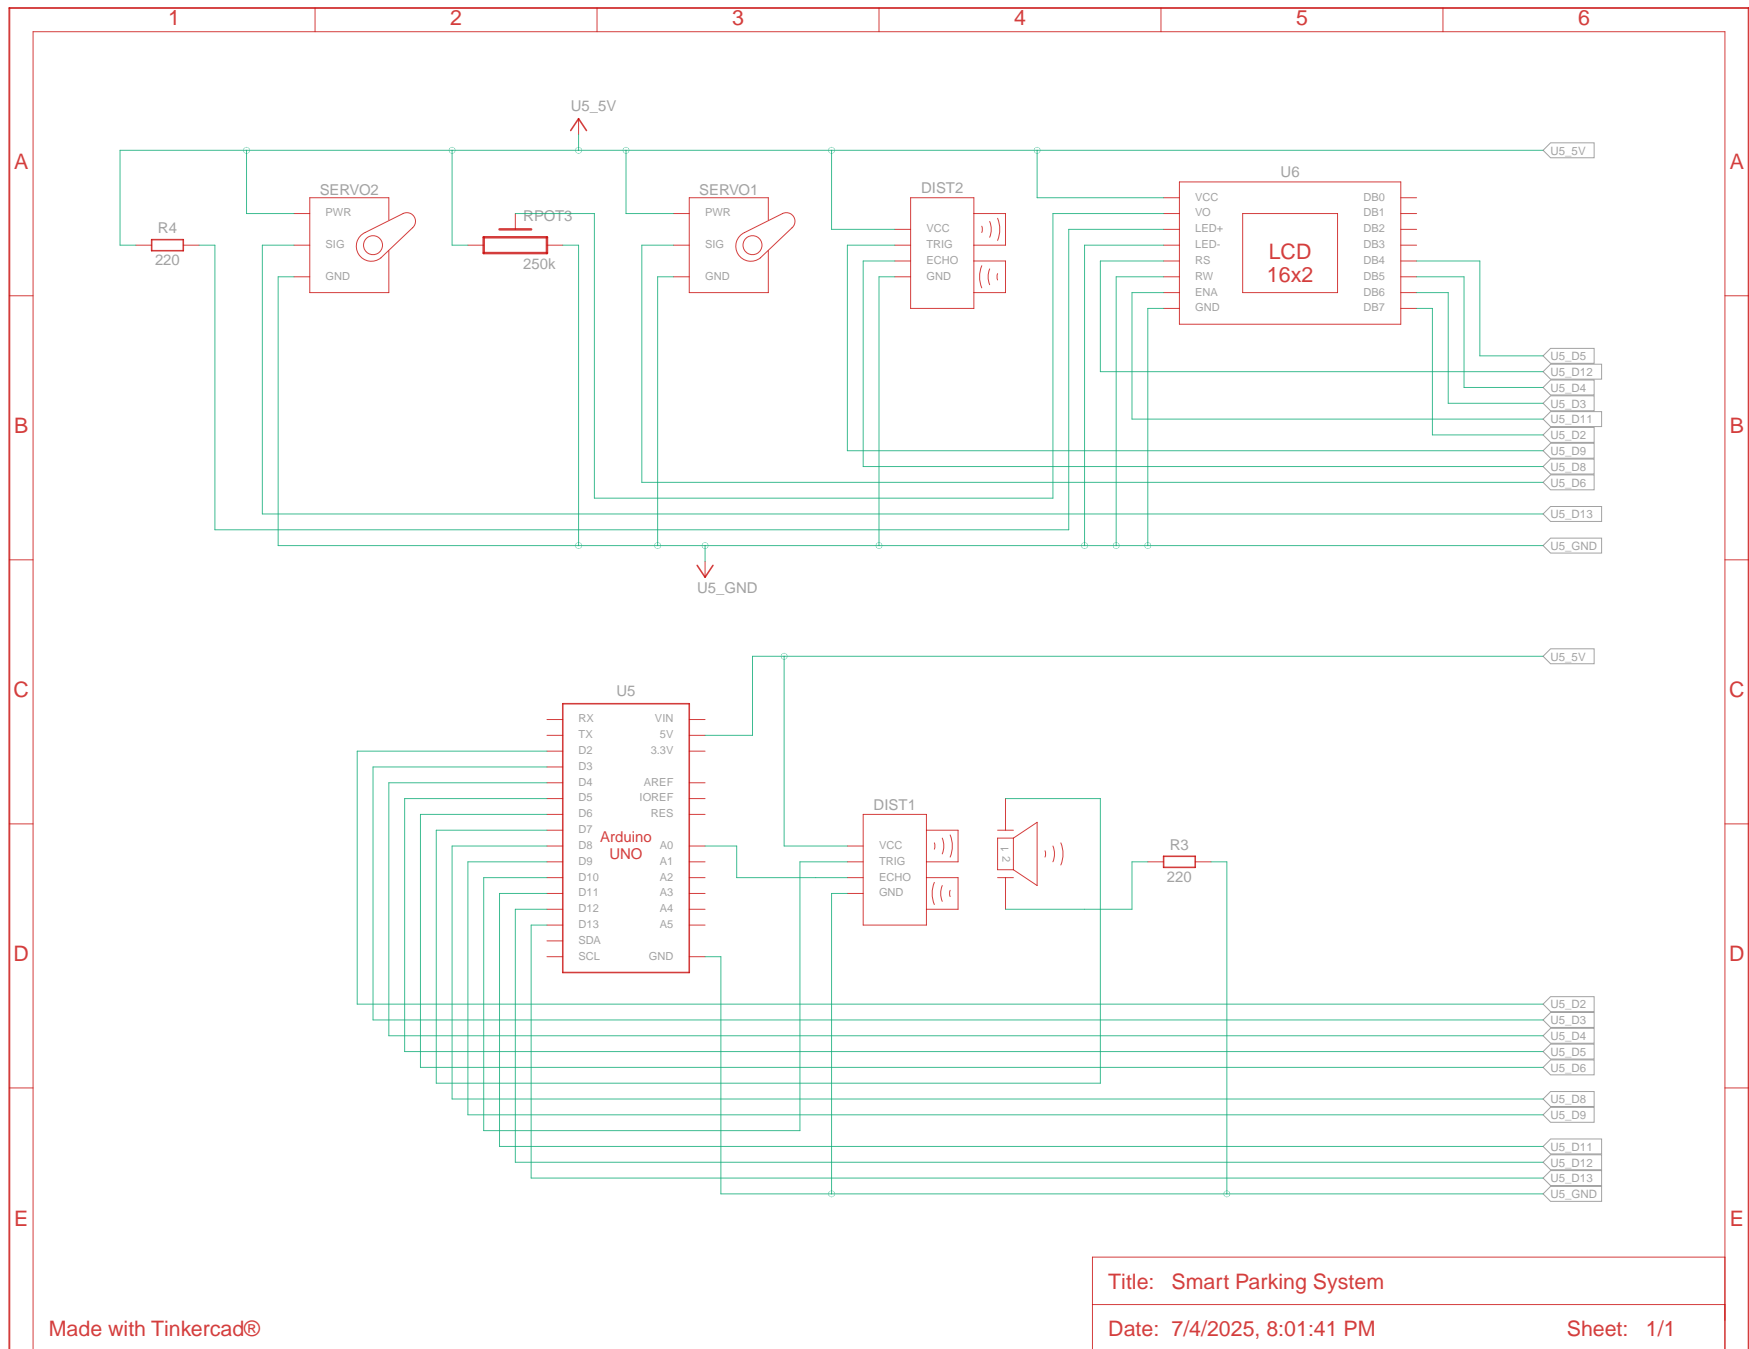 1 2 3 4 5 6
A A
B B
C C
D D
E E
U5_5V
U5_5V
SERVO2
PWR
SIG
GND
R4
220
RPOT3
250k
SERVO1
PWR
SIG
GND
DIST2
VCC
TRIG
ECHO
GND
U6
VCC DB0
VO DB1
LED+ DB2
LED- DB3
RS DB4
RW DB5
ENA DB6
GND DB7
LCD
16x2
U5_D5
U5_D12
U5_D4
U5_D3
U5_D11
U5_D2
U5_D9
U5_D8
U5_D6
U5_D13
U5_GND
U5_GND
U5_5V
U5
RX VIN
TX 5V
D2 3.3V
D3
D4 AREF
D5 IOREF
D6 RES
D7
D8 A0
D9 A1
D10 A2
D11 A3
D12 A4
D13 A5
SDA
SCL GND
Arduino
UNO
DIST1
VCC
TRIG
ECHO
GND
1 2
R3
220
U5_D2
U5_D3
U5_D4
U5_D5
U5_D6
U5_D8
U5_D9
U5_D11
U5_D12
U5_D13
U5_GND
Title: Smart Parking System
Made with Tinkercad®
Date: 7/4/2025, 8:01:41 PM Sheet: 1/1